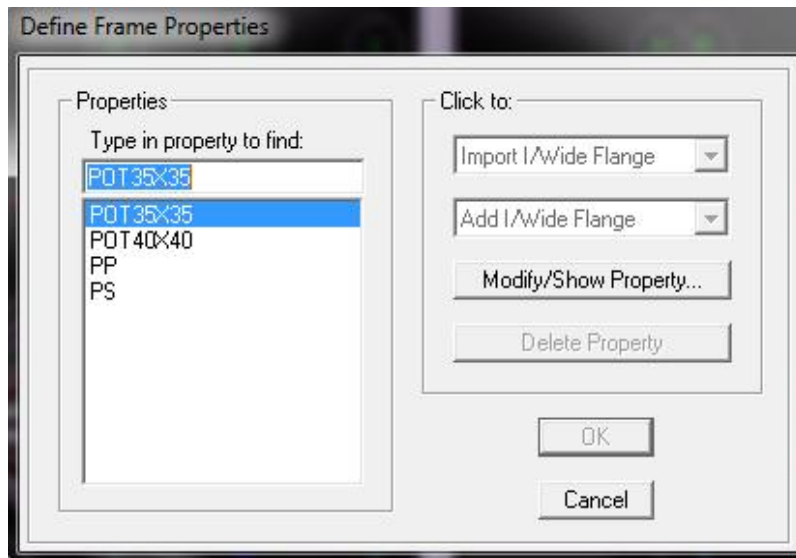 Define Frame Properties
Properties
Type in property to find:
POT35X35
POT35X35
POT40X40
PP
PS
Click to:
Import I/Wide Flange
Add I/Wide Flange
Modify/Show Property...
Delete Property
OK
Cancel